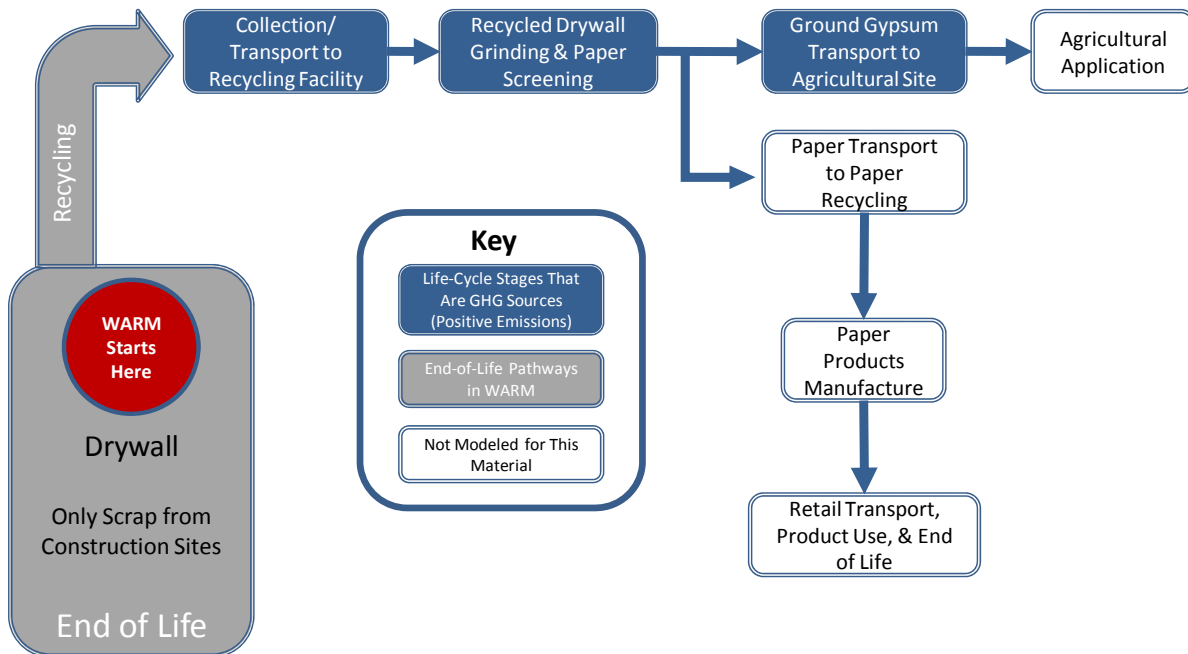 Collection/
Transport to
Recycling Facility
Recycled Drywall
Grinding & Paper
Screening
Ground Gypsum
Transport to
Agricultural Site
Agricultural
Application
Paper Transport
to Paper
Recycling
Recycling
Key
Life-Cycle Stages That
Are GHG Sources
(Positive Emissions)
End-of-Life Pathways
in WARM
Not Modeled for This
Material
WARM
Starts
Here
Drywall
Only Scrap from
Construction Sites
End of Life
Paper
Products
Manufacture
Retail Transport,
Product Use, & End
of Life